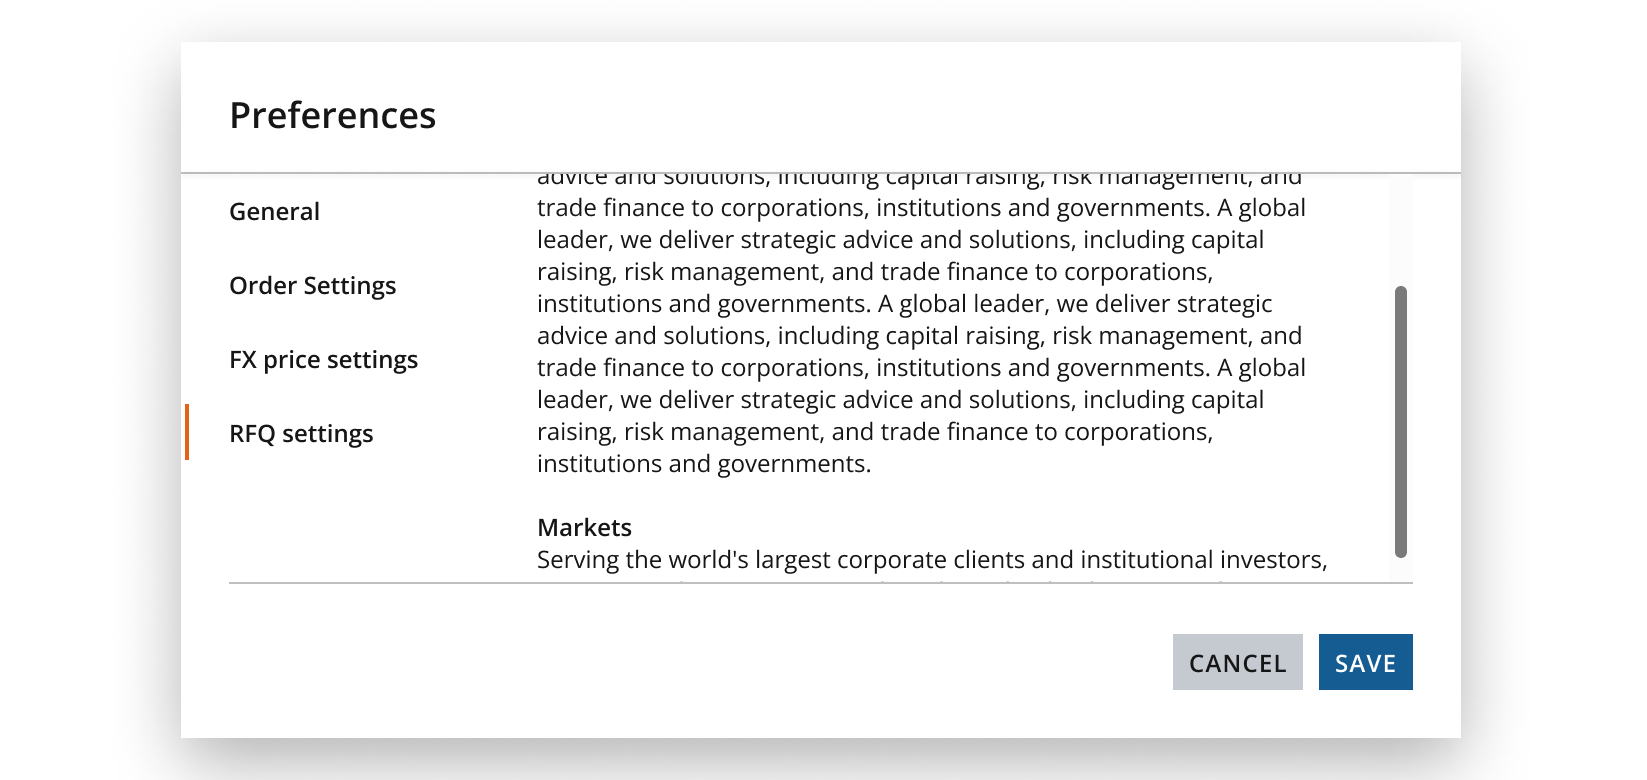 Preferences
General
Order Settings
FX price settings
RFQ settings
advice and solutions, including capital raising, risk management, and
trade finance to corporations, institutions and governments. A global
leader, we deliver strategic advice and solutions, including capital
raising, risk management, and trade finance to corporations,
institutions and governments. A global leader, we deliver strategic
advice and solutions, including capital raising, risk management, and
trade finance to corporations, institutions and governments. A global
leader, we deliver strategic advice and solutions, including capital
raising, risk management, and trade finance to corporations,
institutions and governments.
Markets
Serving the world's largest corporate clients and institutional investors,
CANCEL
SAVE